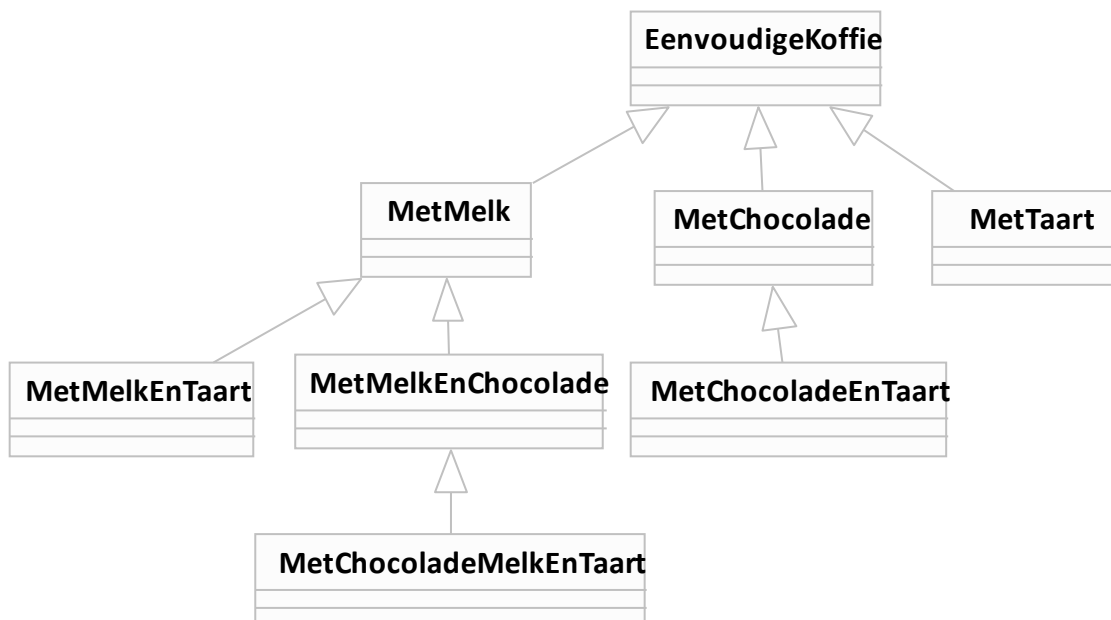 EenvoudigeKoffie
MetMelk
MetChocolade
MetTaart
MetMelkEnTaart
MetMelkEnChocolade
MetChocoladeEnTaart
MetChocoladeMelkEnTaart